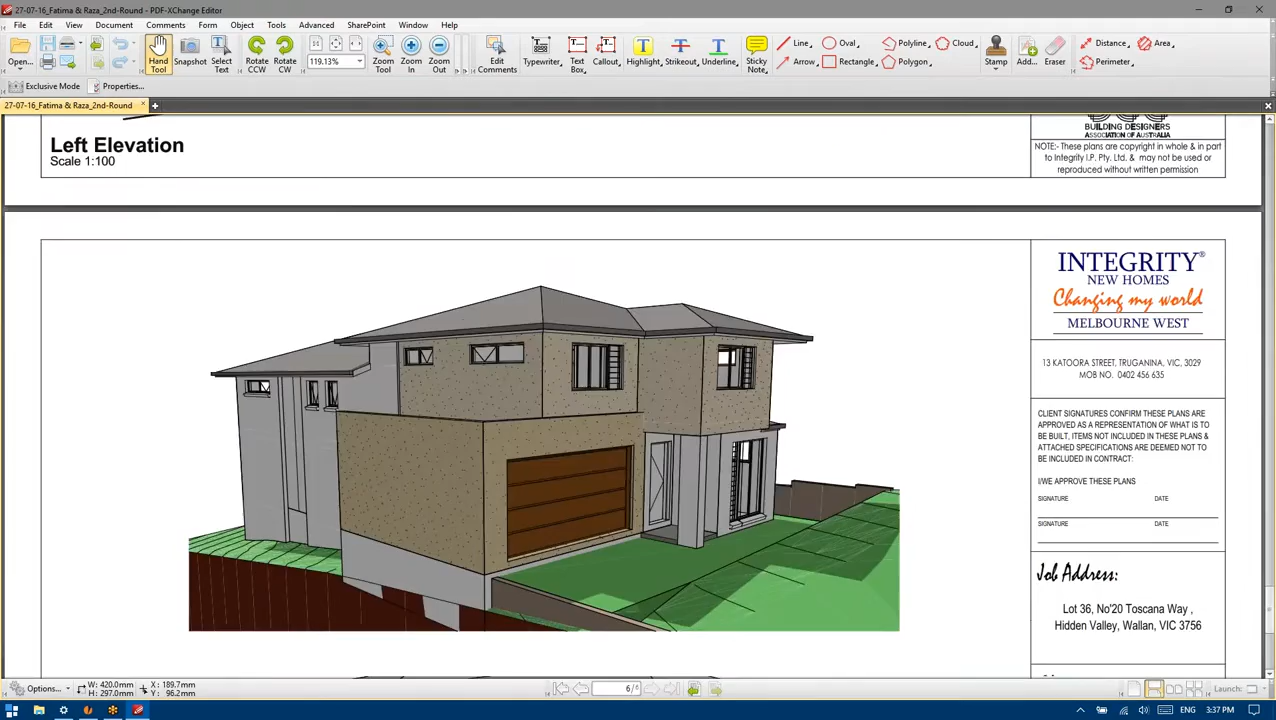 27-07-16_Fatima & Raza_2nd-Round - PDF-XChange Editor
File Edit View Document Comments Form Object Tools Advanced SharePoint Window Help
Open... Hand Tool Snapshot Select Text Rotate CCW Rotate CW 119.13% Zoom Tool Zoom In Zoom Out Edit Comments Typewriter... Text Box... Callout... Highlight... Strikeout... Underline... Sticky Note... Line... Arrow... Oval... Rectangle... Polyline... Polygon... Cloud... Stamp Add... Eraser Distance... Perimeter... Area...
Exclusive Mode Properties...
27-07-16_Fatima & Raza_2nd-Round
Left Elevation
Scale 1:100
BUILDING DESIGNERS
ASSOCIATION OF AUSTRALIA
NOTE:- These plans are copyright in whole & in part
to Integrity I.P. Pty. Ltd. & may not be used or
reproduced without written permission
INTEGRITY®
NEW HOMES
Changing my world
MELBOURNE WEST
13 KATOORA STREET, TRUGANINA, VIC, 3029
MOB NO. 0402 456 635
CLIENT SIGNATURES CONFIRM THESE PLANS ARE
APPROVED AS A REPRESENTATION OF WHAT IS TO
BE BUILT, ITEMS NOT INCLUDED IN THESE PLANS &
ATTACHED SPECIFICATIONS ARE DEEMED NOT TO
BE INCLUDED IN CONTRACT:
I/WE APPROVE THESE PLANS
SIGNATURE DATE
SIGNATURE DATE
Job Address:
Lot 36, No'20 Toscana Way ,
Hidden Valley, Wallan, VIC 3756
Options... W: 420.0mm X: 189.7mm
H: 297.0mm Y: 96.2mm
Launch:
ENG 3:37 PM